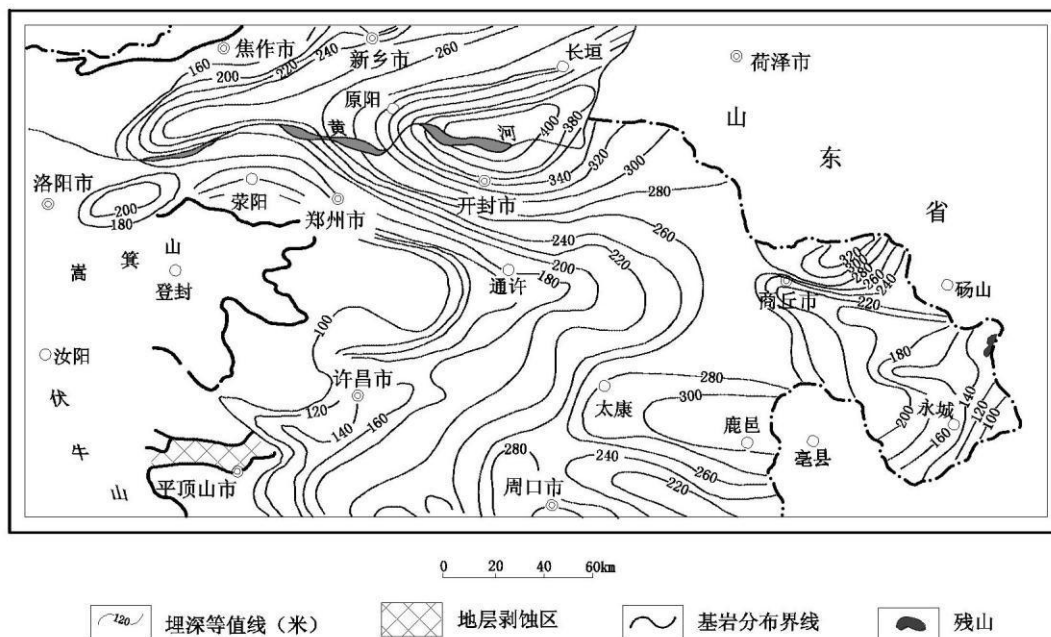 160
焦作市
240
新乡市
260
长垣
荷泽市
200
220
原阳
山
黄
河
400
380
320
300
东
洛阳市
荥阳
340
280
省
200
180
郑州市
开封市
260
嵩
箕
山
登封
240
200
220
通许
180
320
280
260
240
商丘市
220
砀山
100
汝阳
许昌市
180
伏
120
140
160
太康
280
300
鹿邑
亳县
200
永城
140
120
100
160
牛
山
平顶山市
280
周口市
240
260
220
0 20 40 60km
120 埋深等值线（米）
地层剥蚀区
基岩分布界线
残山